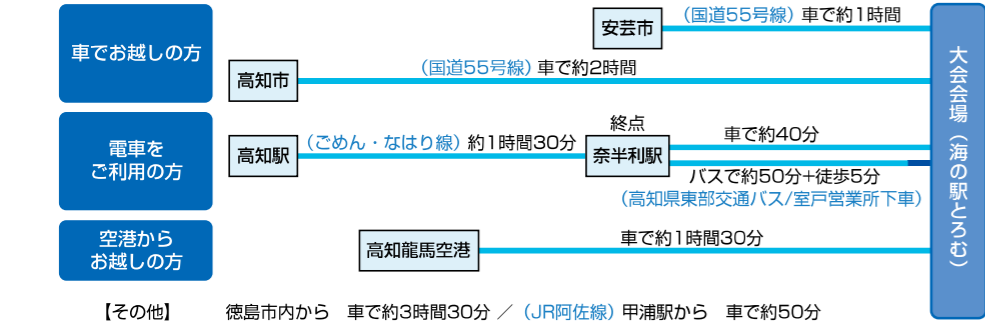 車でお越しの方
安芸市
（国道55号線）車で約1時間
高知市
（国道55号線）車で約2時間
電車を
ご利用の方
高知駅
（ごめん・なはり線）約1時間30分
終点
奈半利駅
車で約40分
バスで約50分+徒歩5分
（高知県東部交通バス/室戸営業所下車）
空港から
お越しの方
高知龍馬空港
車で約1時間30分
大会会場（海の駅とろむ）
【その他】 徳島市内から 車で約3時間30分 ／（JR阿佐線）甲浦駅から 車で約50分